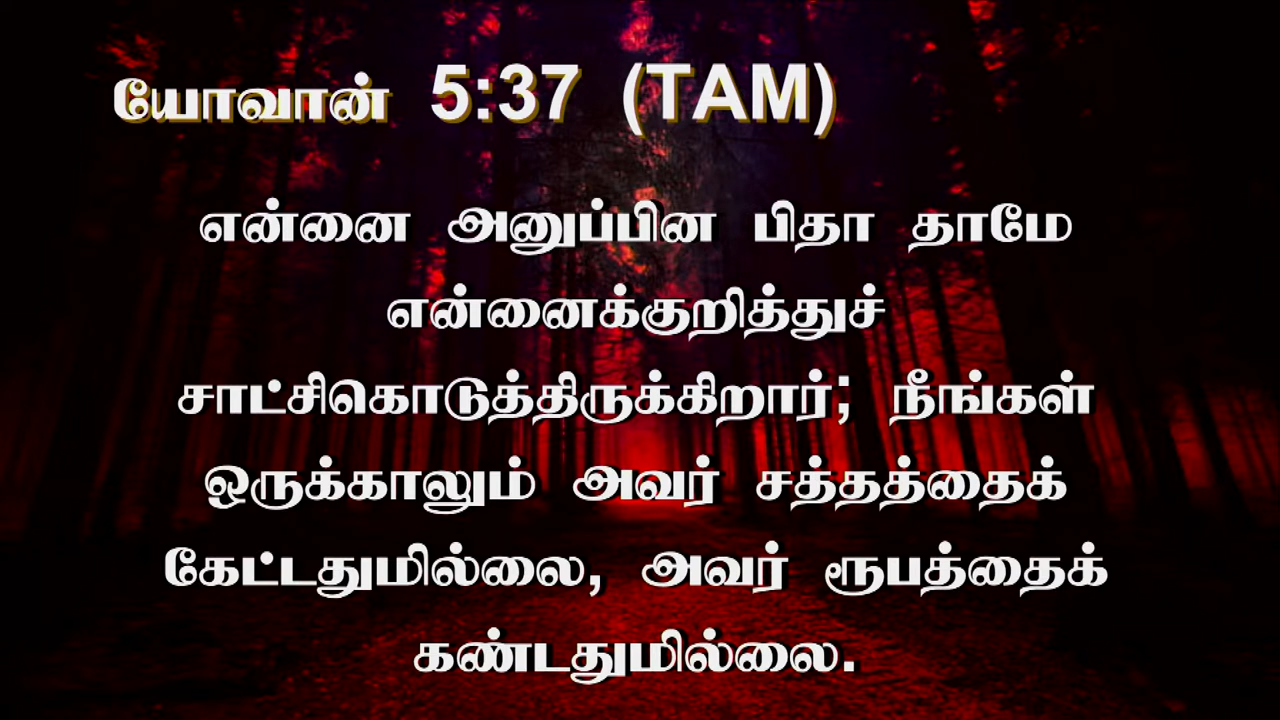 யோவான் 5:37 (TAM)
என்னை அனுப்பின பிதா தாமே
என்னைக்குறித்துச்
சாட்சிகொடுத்திருக்கிறார்; நீங்கள்
ஒருக்காலும் அவர் சத்தத்தைக்
கேட்டதுமில்லை, அவர் ரூபத்தைக்
கண்டதுமில்லை.